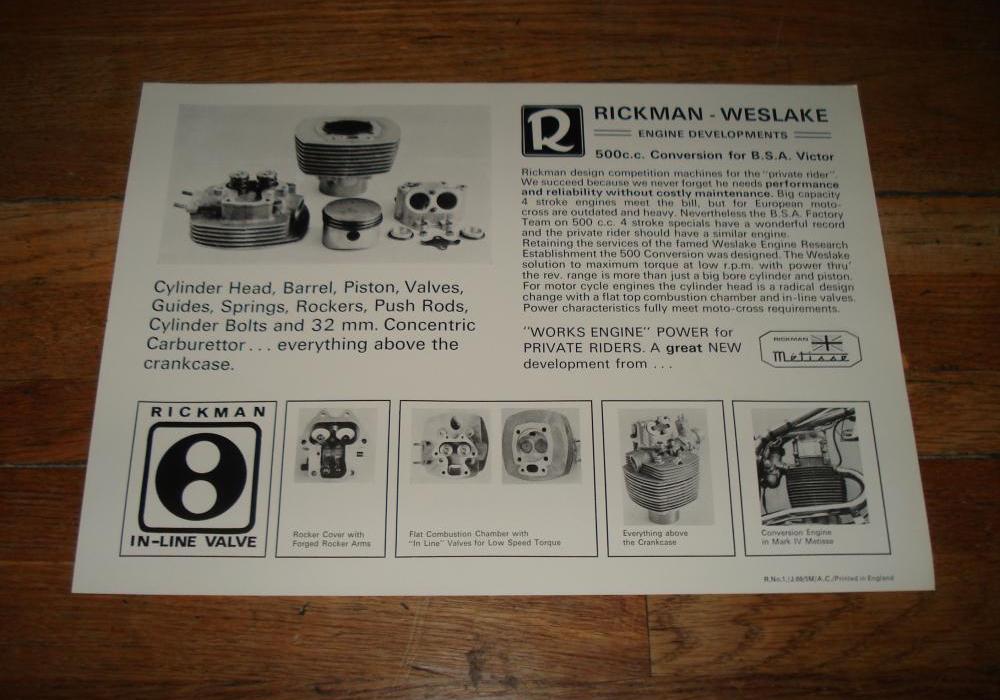 Cylinder Head, Barrel, Piston, Valves,
Guides, Springs, Rockers, Push Rods,
Cylinder Bolts and 32 mm. Concentric
Carburettor... everything above the
crankcase.
R
RICKMAN - WESLAKE
ENGINE DEVELOPMENTS
500c.c. Conversion for B.S.A. Victor
Rickman design competition machines for the "private rider".
We succeed because we never forget he needs performance
and reliability without costly maintenance. Big capacity
4 stroke engines meet the bill, but for European moto-
cross are outdated and heavy. Nevertheless the B.S.A. Factory
Team on 500 c.c. 4 stroke specials have a wonderful record
and the private rider should have a similar engine.
Retaining the services of the famed Weslake Engine Research
Establishment the 500 Conversion was designed. The Weslake
solution to maximum torque at low r.p.m. with power thru'
the rev. range is more than just a big bore cylinder and piston.
For motor cycle engines the cylinder head is a radical design
change with a flat top combustion chamber and in-line valves.
Power characteristics fully meet moto-cross requirements.
"WORKS ENGINE" POWER for
PRIVATE RIDERS. A great NEW
development from ...
RICKMAN
Metisse
RICKMAN
IN-LINE VALVE
Rocker Cover with
Forged Rocker Arms
Flat Combustion Chamber with
"In Line" Valves for Low Speed Torque
Everything above
the Crankcase
Conversion Engine
in Mark IV Metisse
R.No.1./J.69/5M/A.C./Printed in England